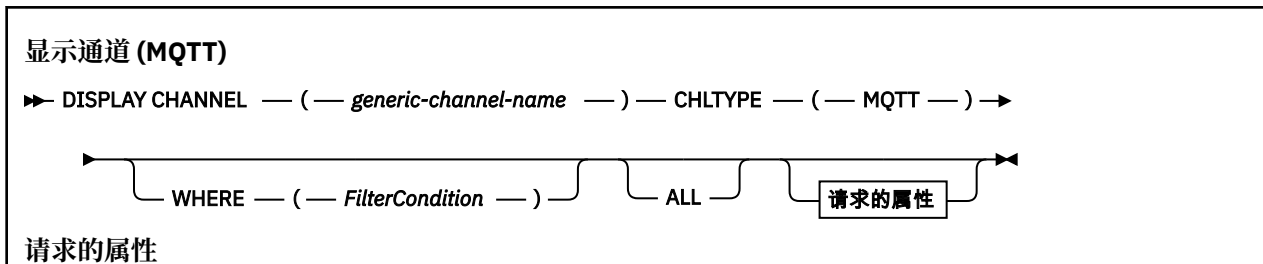 显示通道 (MQTT)
DISPLAY CHANNEL ( generic-channel-name ) CHLTYPE ( MQTT )
WHERE ( FilterCondition ) ALL 请求的属性
请求的属性